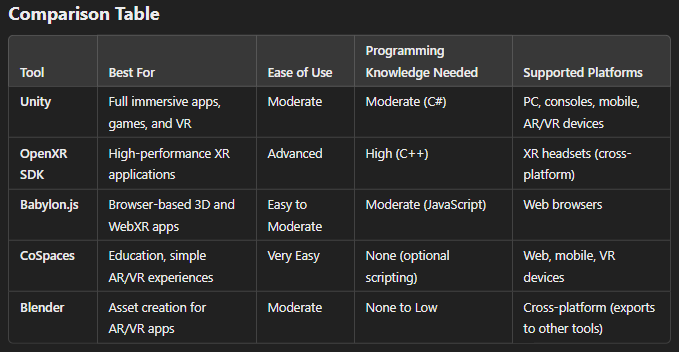 Comparison Table
Programming
Tool Best For Ease of Use Knowledge Needed Supported Platforms
Unity Full immersive apps, Moderate Moderate (C#) PC, consoles, mobile,
games, and VR AR/VR devices
OpenXR High-performance XR Advanced High (C++) XR headsets (cross-
SDK applications platform)
Babylon.js Browser-based 3D and Easy to Moderate (JavaScript) Web browsers
WebXR apps Moderate
CoSpaces Education, simple Very Easy None (optional Web, mobile, VR
AR/VR experiences scripting) devices
Blender Asset creation for Moderate None to Low Cross-platform (exports
AR/VR apps to other tools)